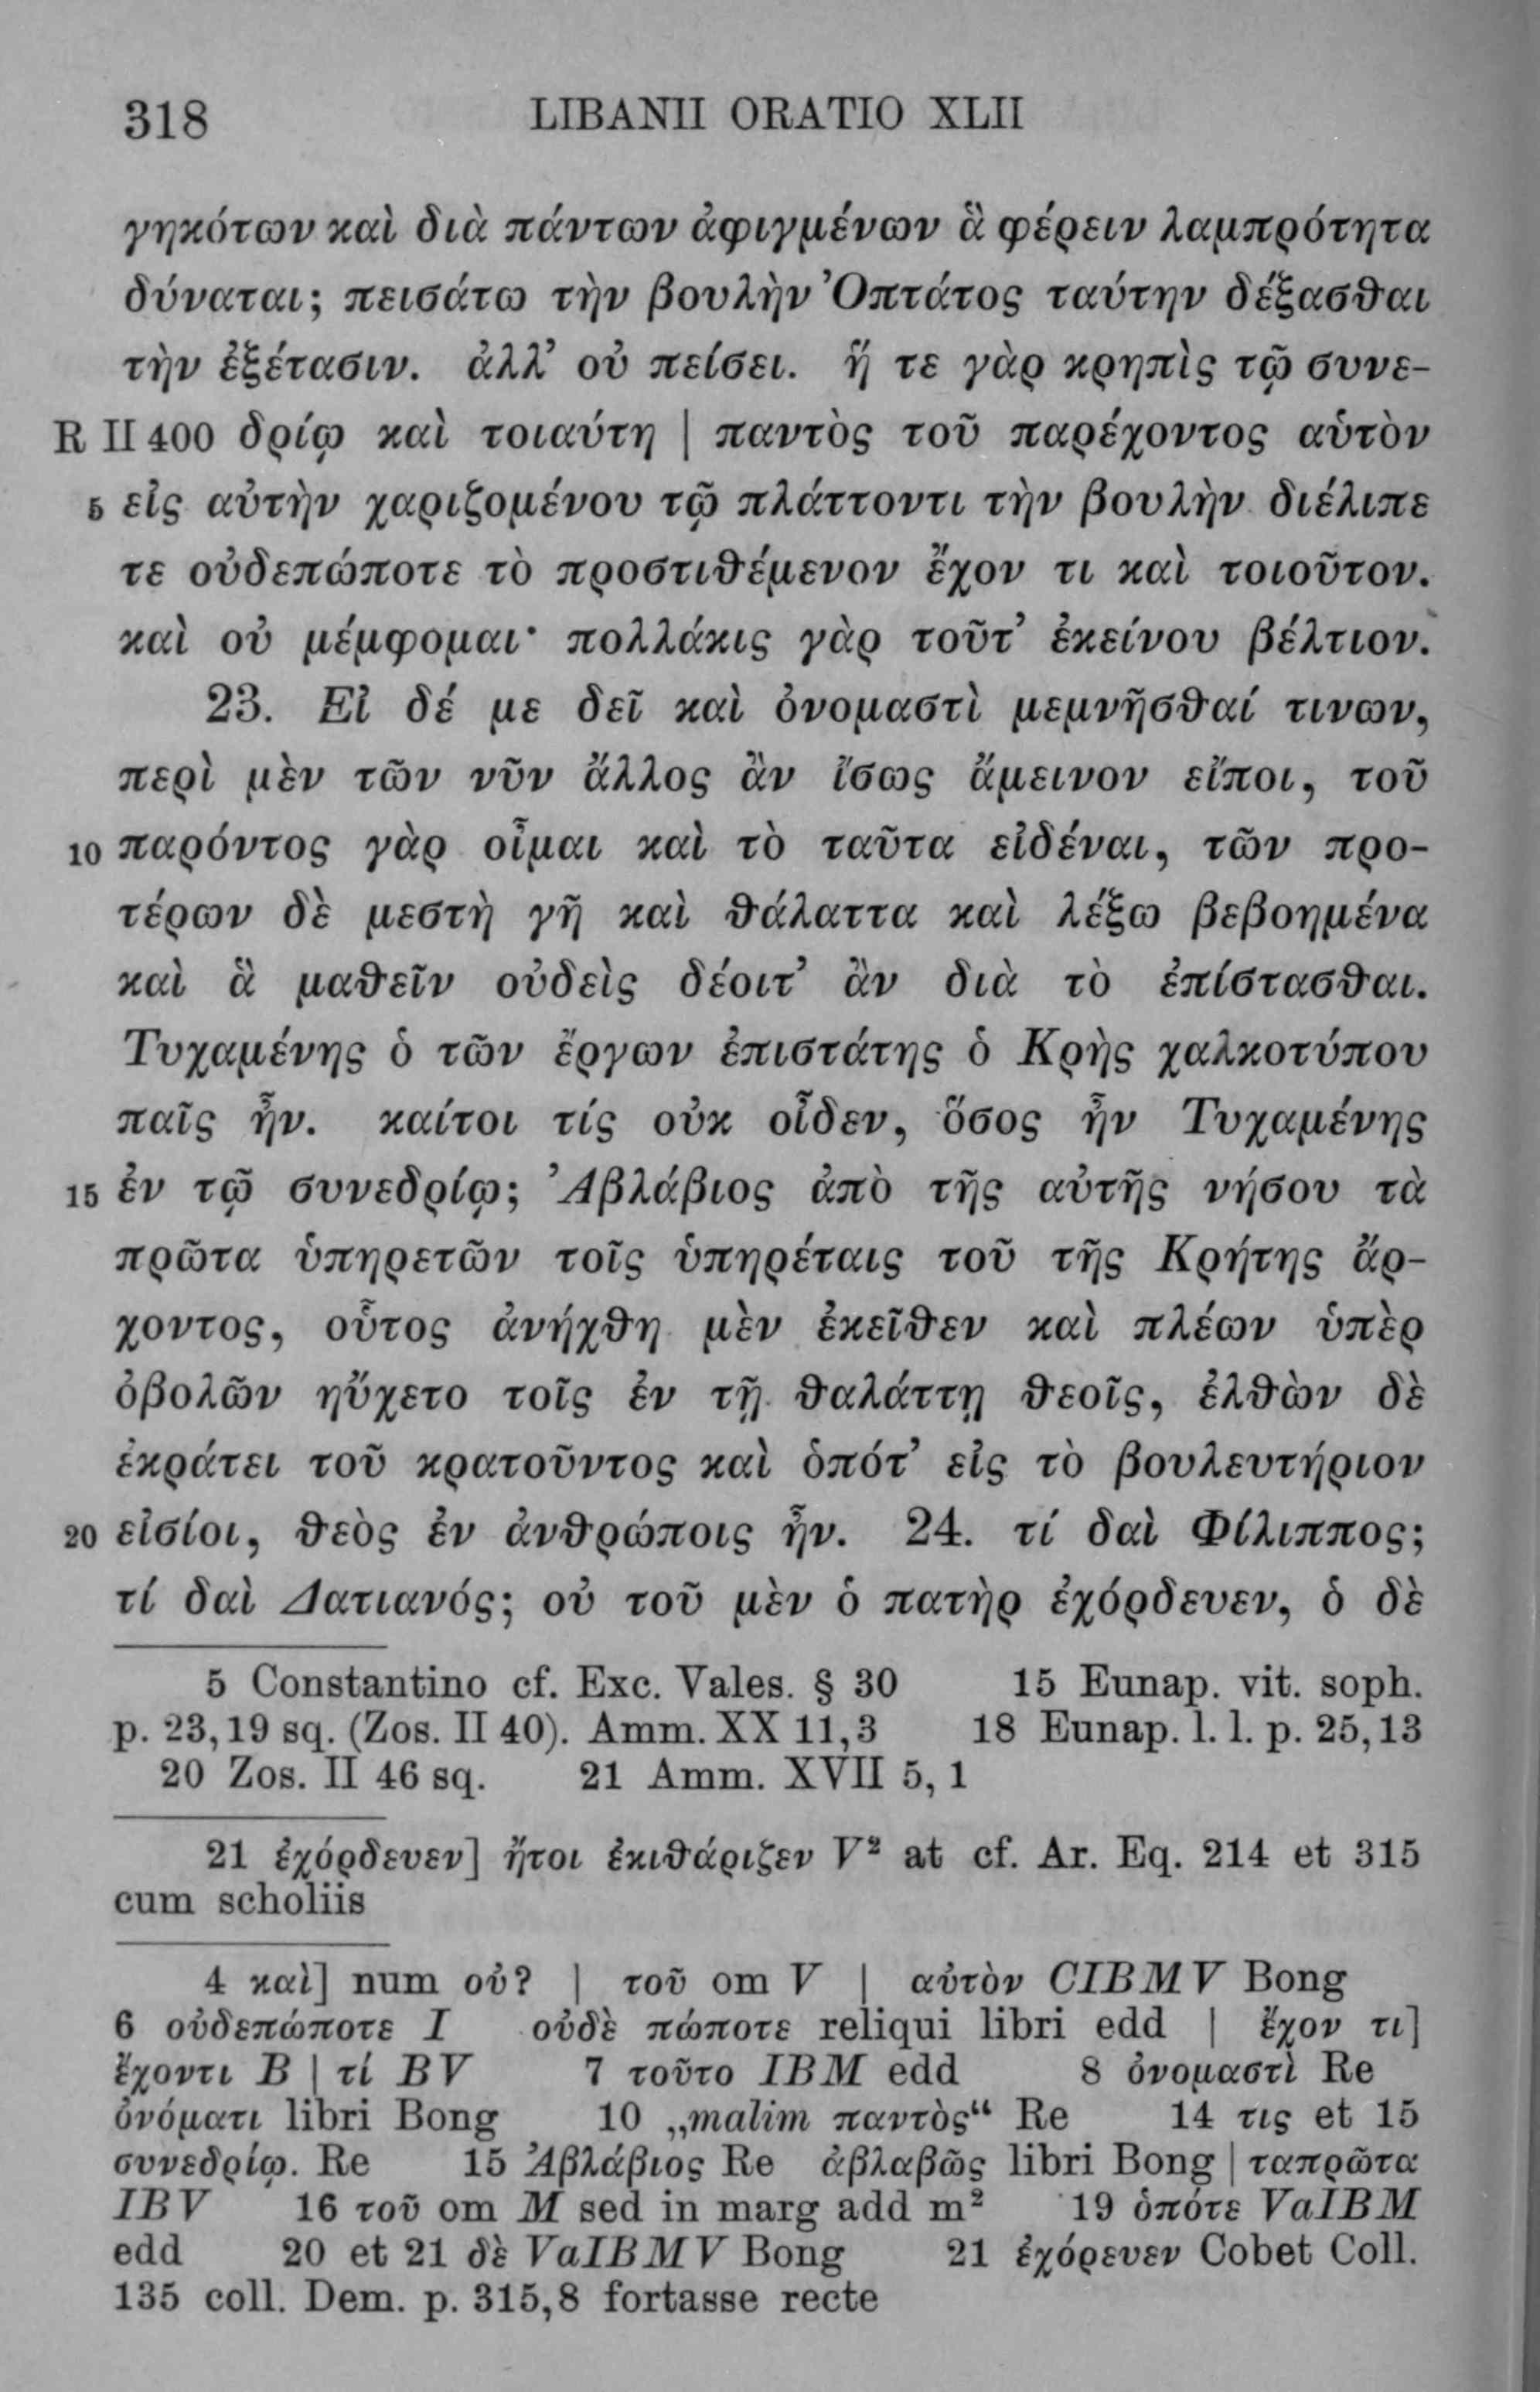 318 LIBANII ORATIO XLII
γηκότων καὶ διὰ πάντων ἀφιγμένων ἃ φέρειν λαμπρότητα
δύναται; πεισάτω τὴν βουλὴν Ὀπτάτος ταύτην δέξασθαι
τὴν ἐξέτασιν. ἀλλ’ οὐ πείσει. ἥ τε γὰρ κρηπὶς τῷ συνε-
R II 400 δρίῳ καὶ τοιαύτη | παντὸς τοῦ παρέχοντος αὑτὸν
5 εἰς αὐτὴν χαριζομένου τῷ πλάττοντι τὴν βουλὴν διέλιπε
τε οὐδεπώποτε τὸ προστιθέμενον ἔχον τι καὶ τοιοῦτον.
καὶ οὐ μέμφομαι· πολλάκις γὰρ τοῦτ’ ἐκείνου βέλτιον.
23. Εἰ δέ με δεῖ καὶ ὀνομαστὶ μεμνῆσθαί τινων,
περὶ μὲν τῶν νῦν ἄλλος ἂν ἴσως ἄμεινον εἴποι, τοῦ
10 παρόντος γὰρ οἶμαι καὶ τὸ ταῦτα εἰδέναι, τῶν προ-
τέρων δὲ μεστὴ γῆ καὶ θάλαττα καὶ λέξω βεβοημένα
καὶ ἃ μαθεῖν οὐδεὶς δέοιτ’ ἂν διὰ τὸ ἐπίστασθαι.
Τυχαμένης ὁ τῶν ἔργων ἐπιστάτης ὁ Κρὴς χαλκοτύπου
παῖς ἦν. καίτοι τίς οὐκ οἶδεν, ὅσος ἦν Τυχαμένης
15 ἐν τῷ συνεδρίῳ; Ἀβλάβιος ἀπὸ τῆς αὐτῆς νήσου τὰ
πρῶτα ὑπηρετῶν τοῖς ὑπηρέταις τοῦ τῆς Κρήτης ἄρ-
χοντος, οὗτος ἀνήχθη μὲν ἐκεῖθεν καὶ πλέων ὑπὲρ
ὀβολῶν ηὔχετο τοῖς ἐν τῇ θαλάττῃ θεοῖς, ἐλθὼν δὲ
ἐκράτει τοῦ κρατοῦντος καὶ ὁπότ’ εἰς τὸ βουλευτήριον
20 εἰσίοι, θεὸς ἐν ἀνθρώποις ἦν. 24. τί δαὶ Φίλιππος;
τί δαὶ Δατιανός; οὐ τοῦ μὲν ὁ πατὴρ ἐχόρδευεν, ὁ δὲ
5 Constantino cf. Exc. Vales. § 30 15 Eunap. vit. soph.
p. 23,19 sq. (Zos. II 40). Amm. XX 11,3 18 Eunap. l. l. p. 25,13
20 Zos. II 46 sq. 21 Amm. XVII 5, 1
21 ἐχόρδευεν] ἤτοι ἐκιθάριζεν V² at cf. Ar. Eq. 214 et 315
cum scholiis
4 καὶ] num οὐ? | τοῦ om V | αὐτὸν CIBMV Bong
6 οὐδεπώποτε I οὐδὲ πώποτε reliqui libri edd | ἔχον τι]
ἔχοντι B | τί BV 7 τοῦτο IBM edd 8 ὀνομαστὶ Re
ὀνόματι libri Bong 10 „malim παντὸς“ Re 14 τις et 15
συνεδρίῳ. Re 15 Ἀβλάβιος Re ἀβλαβῶς libri Bong | ταπρῶτα
IBV 16 τοῦ om M sed in marg add m² 19 ὁπότε VaIBM
edd 20 et 21 δὲ VaIBMV Bong 21 ἐχόρευεν Cobet Coll.
135 coll. Dem. p. 315,8 fortasse recte